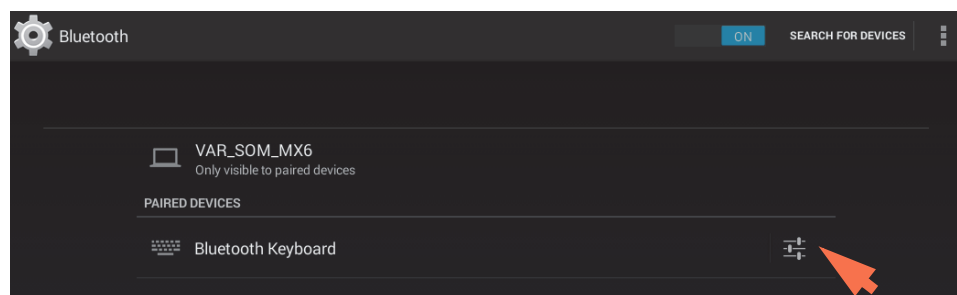 Bluetooth
ON
SEARCH FOR DEVICES
VAR_SOM_MX6
Only visible to paired devices
PAIRED DEVICES
Bluetooth Keyboard